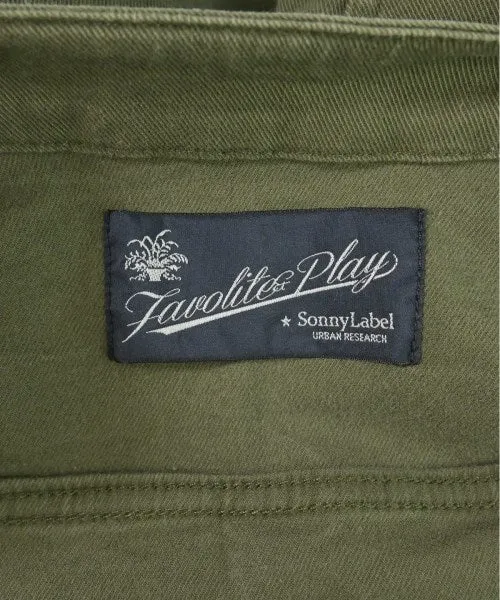 Favolite & Play
★ SonnyLabel
URBAN RESEARCH